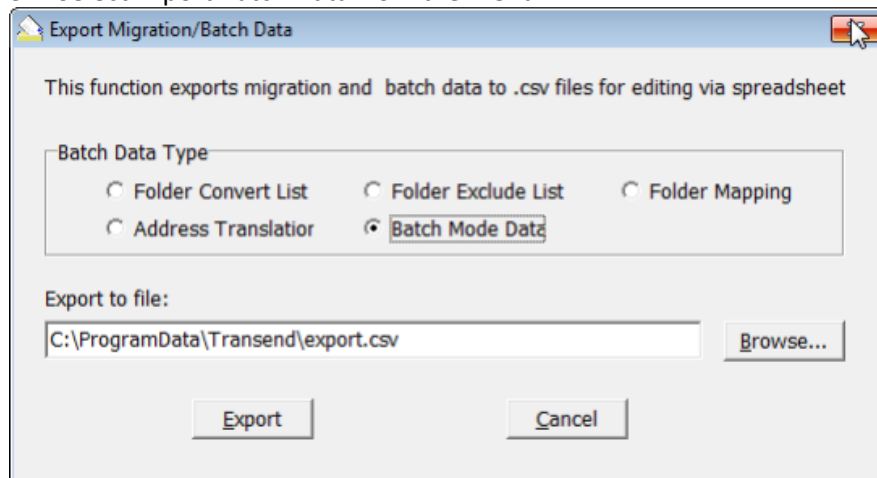 Export Migration/Batch Data
This function exports migration and batch data to .csv files for editing via spreadsheet
Batch Data Type
Folder Convert List Folder Exclude List Folder Mapping
Address Translatior Batch Mode Data
Export to file:
C:\ProgramData\Transend\export.csv Browse...
Export Cancel